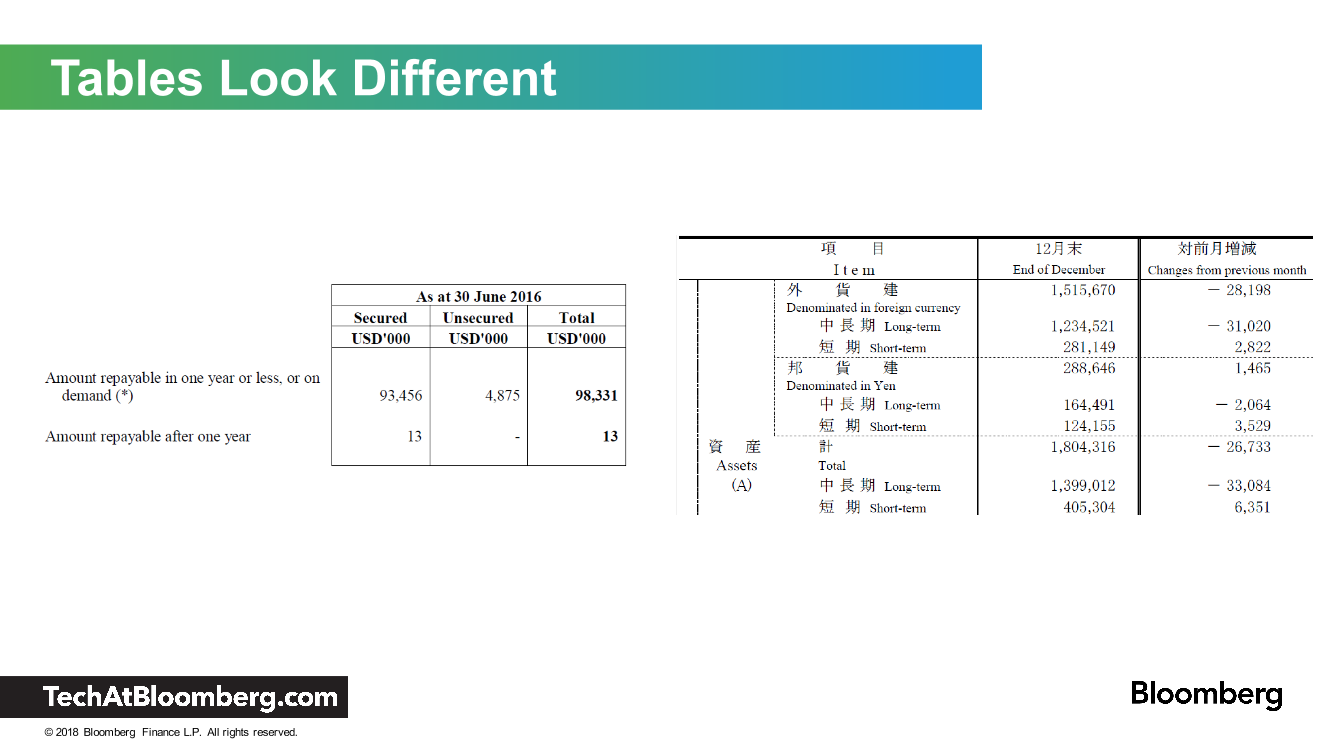 Tables Look Different
As at 30 June 2016
Secured Unsecured Total
USD'000 USD'000 USD'000
Amount repayable in one year or less, or on
demand (*) 93,456 4,875 98,331
Amount repayable after one year 13 - 13
項 目 12月末 対前月増減
Item End of December Changes from previous month
外 貨 建 1,515,670 － 28,198
Denominated in foreign currency
中長期 Long-term 1,234,521 － 31,020
短 期 Short-term 281,149 2,822
邦 貨 建 288,646 1,465
Denominated in Yen
中長期 Long-term 164,491 － 2,064
短 期 Short-term 124,155 3,529
資 産 計 1,804,316 － 26,733
Assets Total
(A) 中長期 Long-term 1,399,012 － 33,084
短 期 Short-term 405,304 6,351
TechAtBloomberg.com
Bloomberg
© 2018 Bloomberg Finance L.P. All rights reserved.